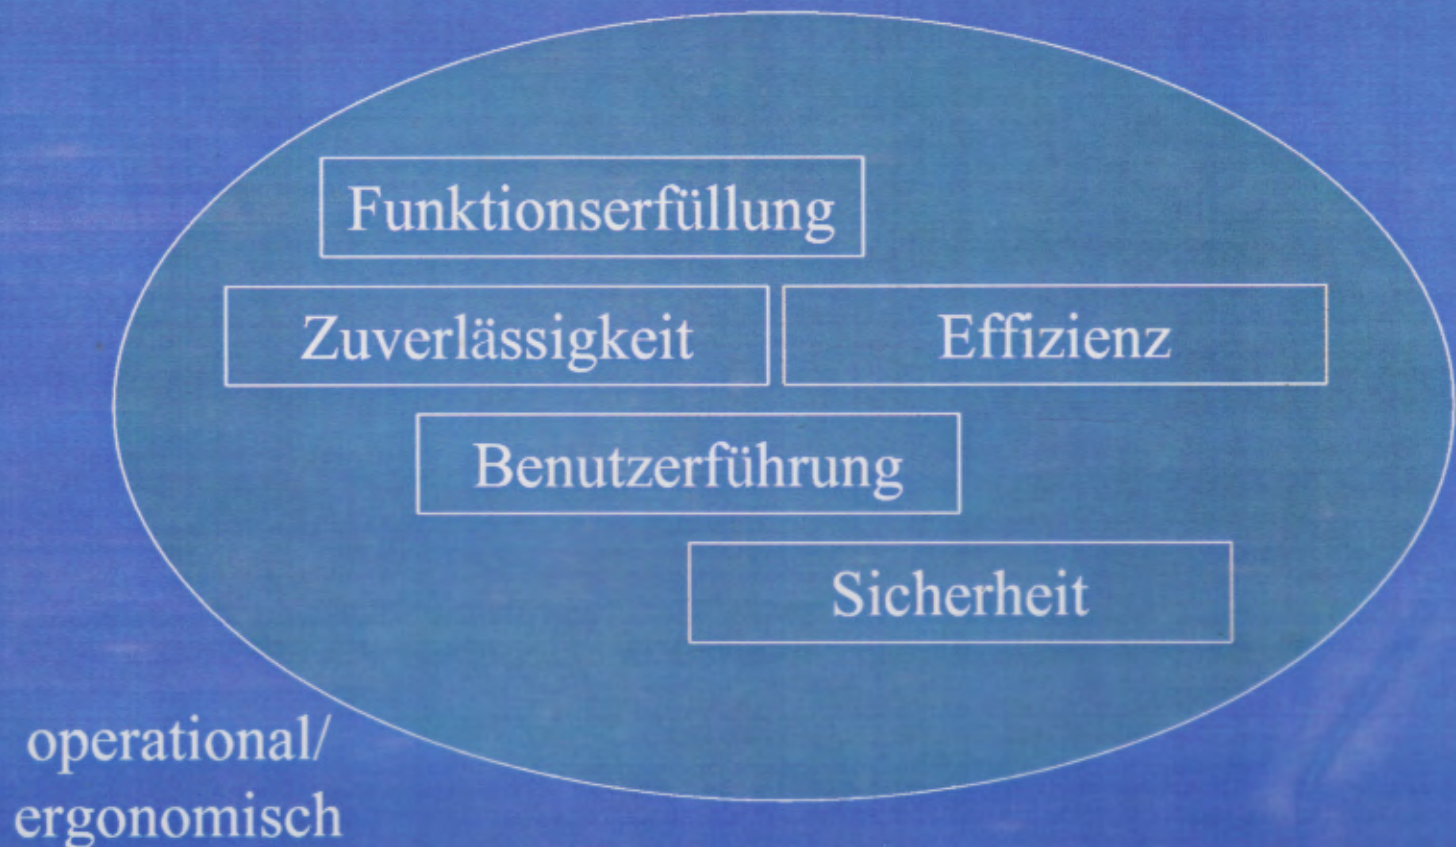 Funktionserfüllung
Zuverlässigkeit Effizienz
Benutzerführung
Sicherheit
operational/
ergonomisch